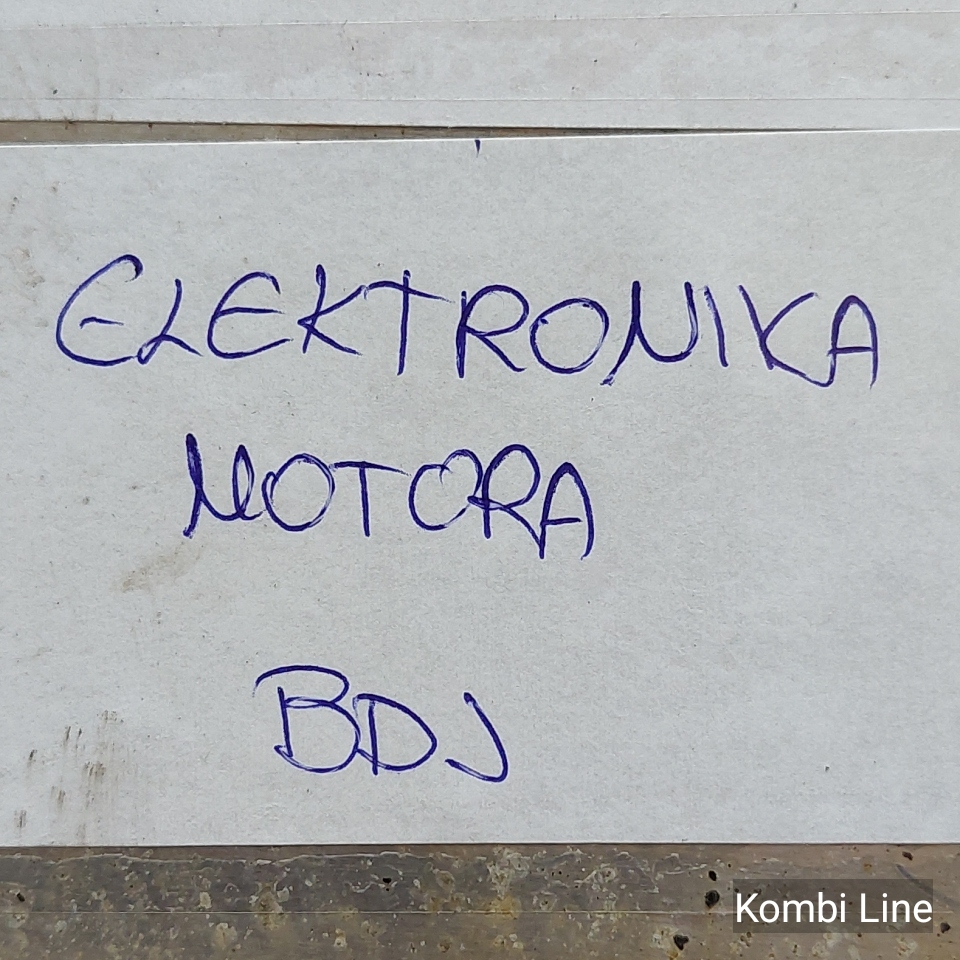 ELEKTRONIKA
MOTORA
BDJ
Kombi Line